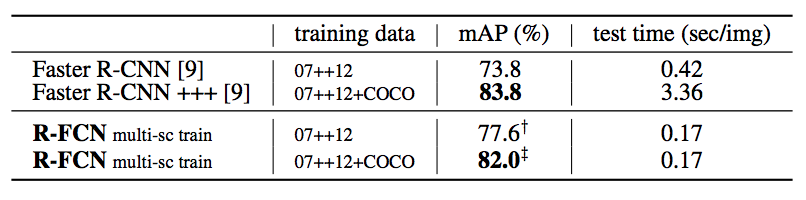 training data mAP (%) test time (sec/img)
Faster R-CNN [9] 07++12 73.8 0.42
Faster R-CNN +++ [9] 07++12+COCO 83.8 3.36
R-FCN multi-sc train 07++12 77.6† 0.17
R-FCN multi-sc train 07++12+COCO 82.0‡ 0.17